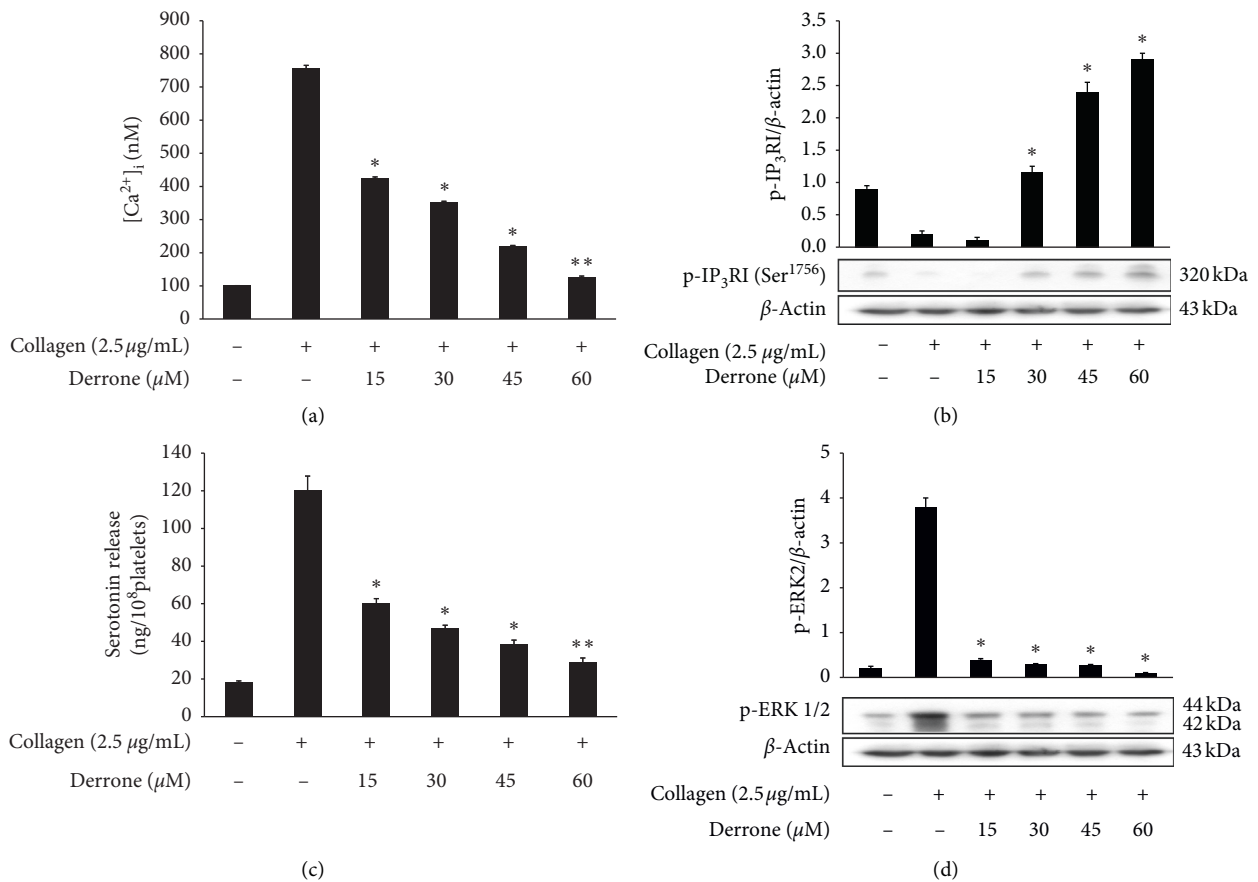 900
800
700
600
500
400
300
200
100
0
[Ca²⁺]ᵢ (nM)
* * * **
Collagen (2.5 μg/mL) – + + + + +
Derrone (μM) – – 15 30 45 60
(a)
3.5
3.0
2.5
2.0
1.5
1.0
0.5
0.0
p-IP₃RI/β-actin
* * *
p-IP₃RI (Ser¹⁷⁵⁶) 320 kDa
β-Actin 43 kDa
Collagen (2.5 μg/mL) – + + + + +
Derrone (μM) – – 15 30 45 60
(b)
140
120
100
80
60
40
20
0
Serotonin release
(ng/10⁸platelets)
* * * **
Collagen (2.5 μg/mL) – + + + + +
Derrone (μM) – – 15 30 45 60
(c)
5
4
3
2
1
0
p-ERK2/β-actin
* * * *
p-ERK 1/2 44 kDa
42 kDa
β-Actin 43 kDa
Collagen (2.5 μg/mL) – + + + + +
Derrone (μM) – – 15 30 45 60
(d)